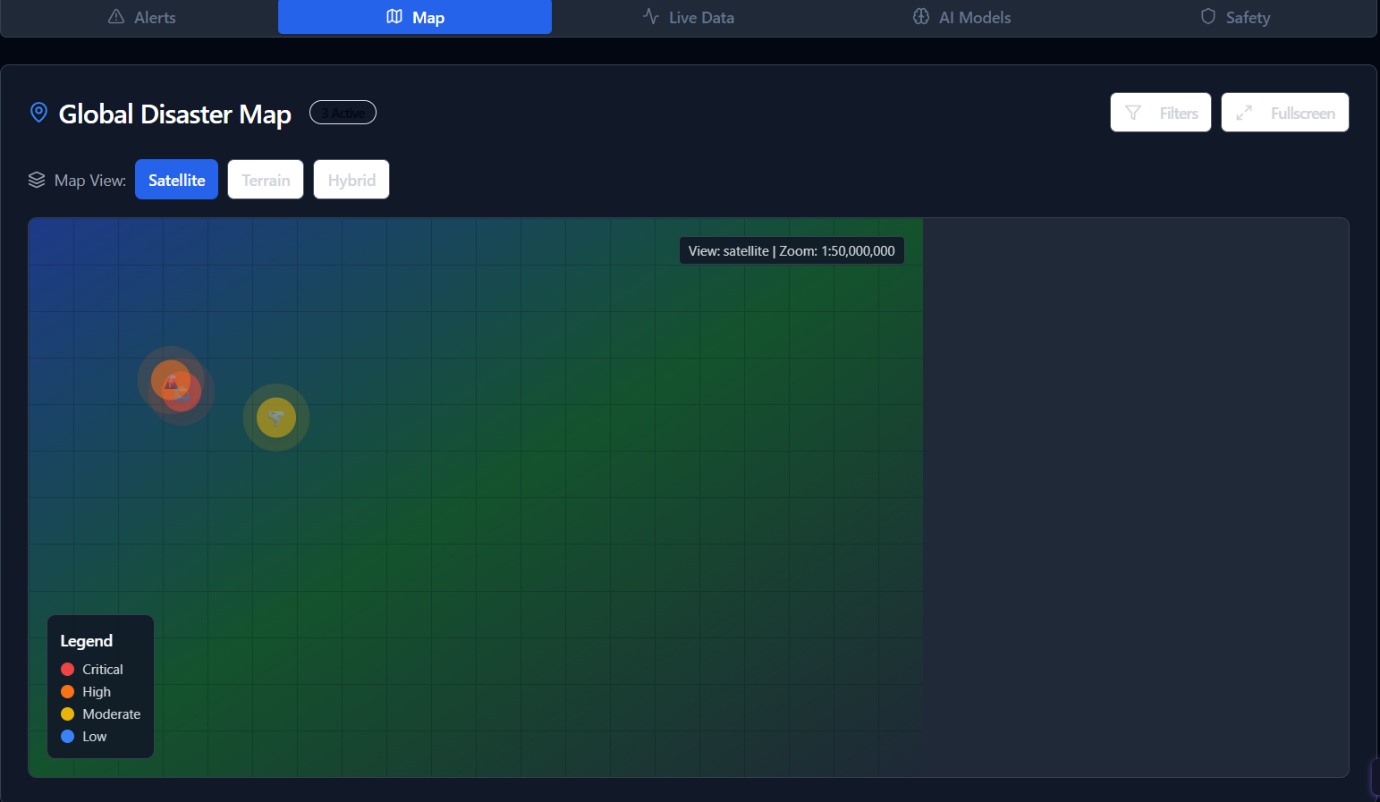 Alerts
Map
Live Data
AI Models
Safety
Global Disaster Map
3 Active
Filters
Fullscreen
Map View:
Satellite
Terrain
Hybrid
View: satellite | Zoom: 1:50,000,000
Legend
Critical
High
Moderate
Low